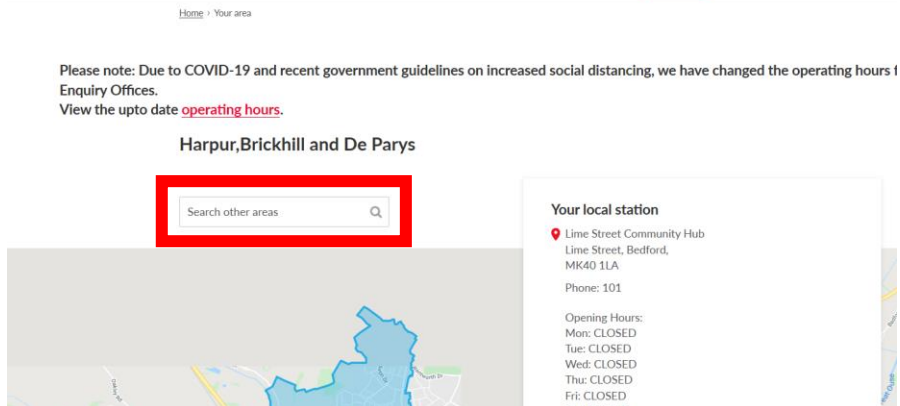 Home › Your area
Please note: Due to COVID-19 and recent government guidelines on increased social distancing, we have changed the operating hours
Enquiry Offices.
View the upto date operating hours.
Harpur,Brickhill and De Parys
Search other areas
Your local station
Lime Street Community Hub
Lime Street, Bedford,
MK40 1LA
Phone: 101
Opening Hours:
Mon: CLOSED
Tue: CLOSED
Wed: CLOSED
Thu: CLOSED
Fri: CLOSED